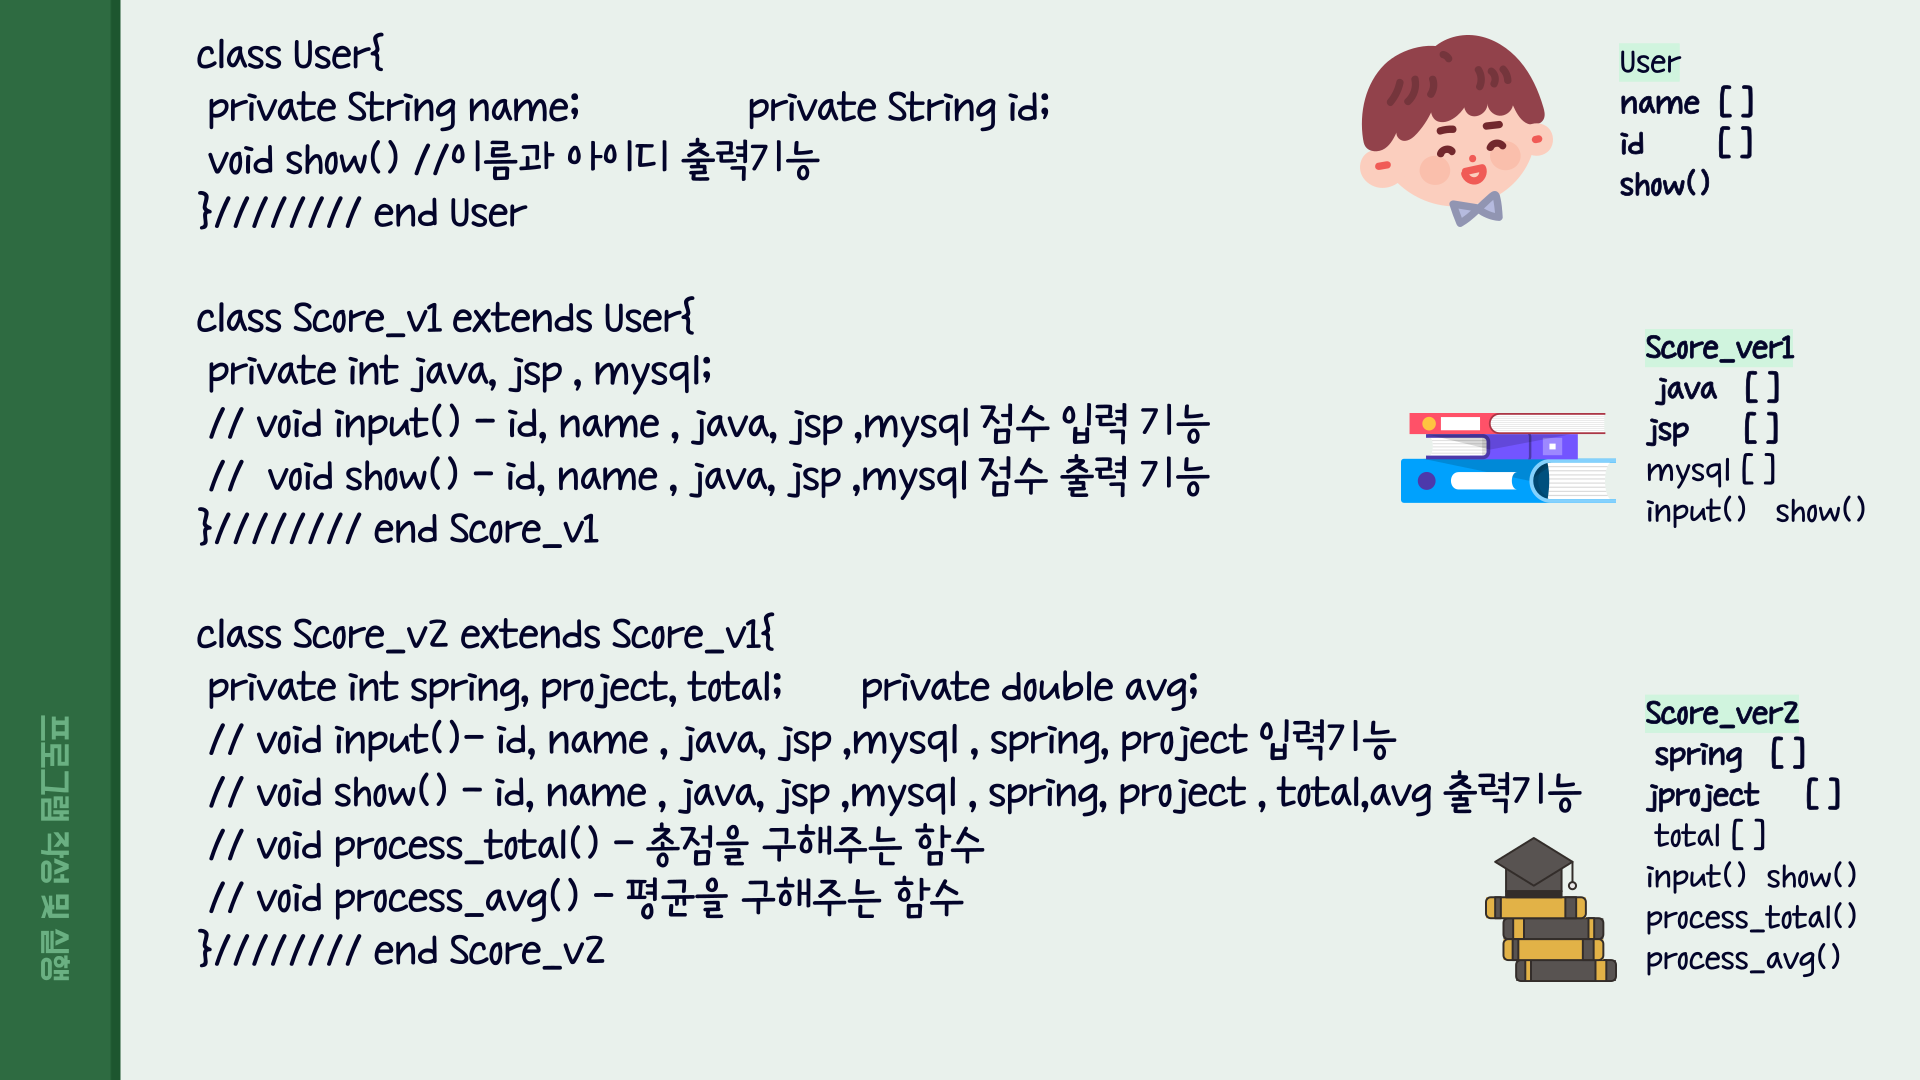 class User{
private String name; private String id;
void show() //이름과 아이디 출력기능
}//////// end User
class Score_v1 extends User{
private int java, jsp , mysql;
// void input() - id, name , java, jsp ,mysql 점수 입력 기능
// void show() - id, name , java, jsp ,mysql 점수 출력 기능
}//////// end Score_v1
class Score_v2 extends Score_v1{
private int spring, project, total; private double avg;
// void input()- id, name , java, jsp ,mysql , spring, project 입력기능
// void show() - id, name , java, jsp ,mysql , spring, project , total,avg 출력기능
// void process_total() - 총점을 구해주는 함수
// void process_avg() - 평균을 구해주는 함수
}//////// end Score_v2
User
name [ ]
id [ ]
show()
Score_ver1
java [ ]
jsp [ ]
mysql [ ]
input() show()
Score_ver2
spring [ ]
jproject [ ]
total [ ]
input() show()
process_total()
process_avg()
프로그램 작성 및 실행